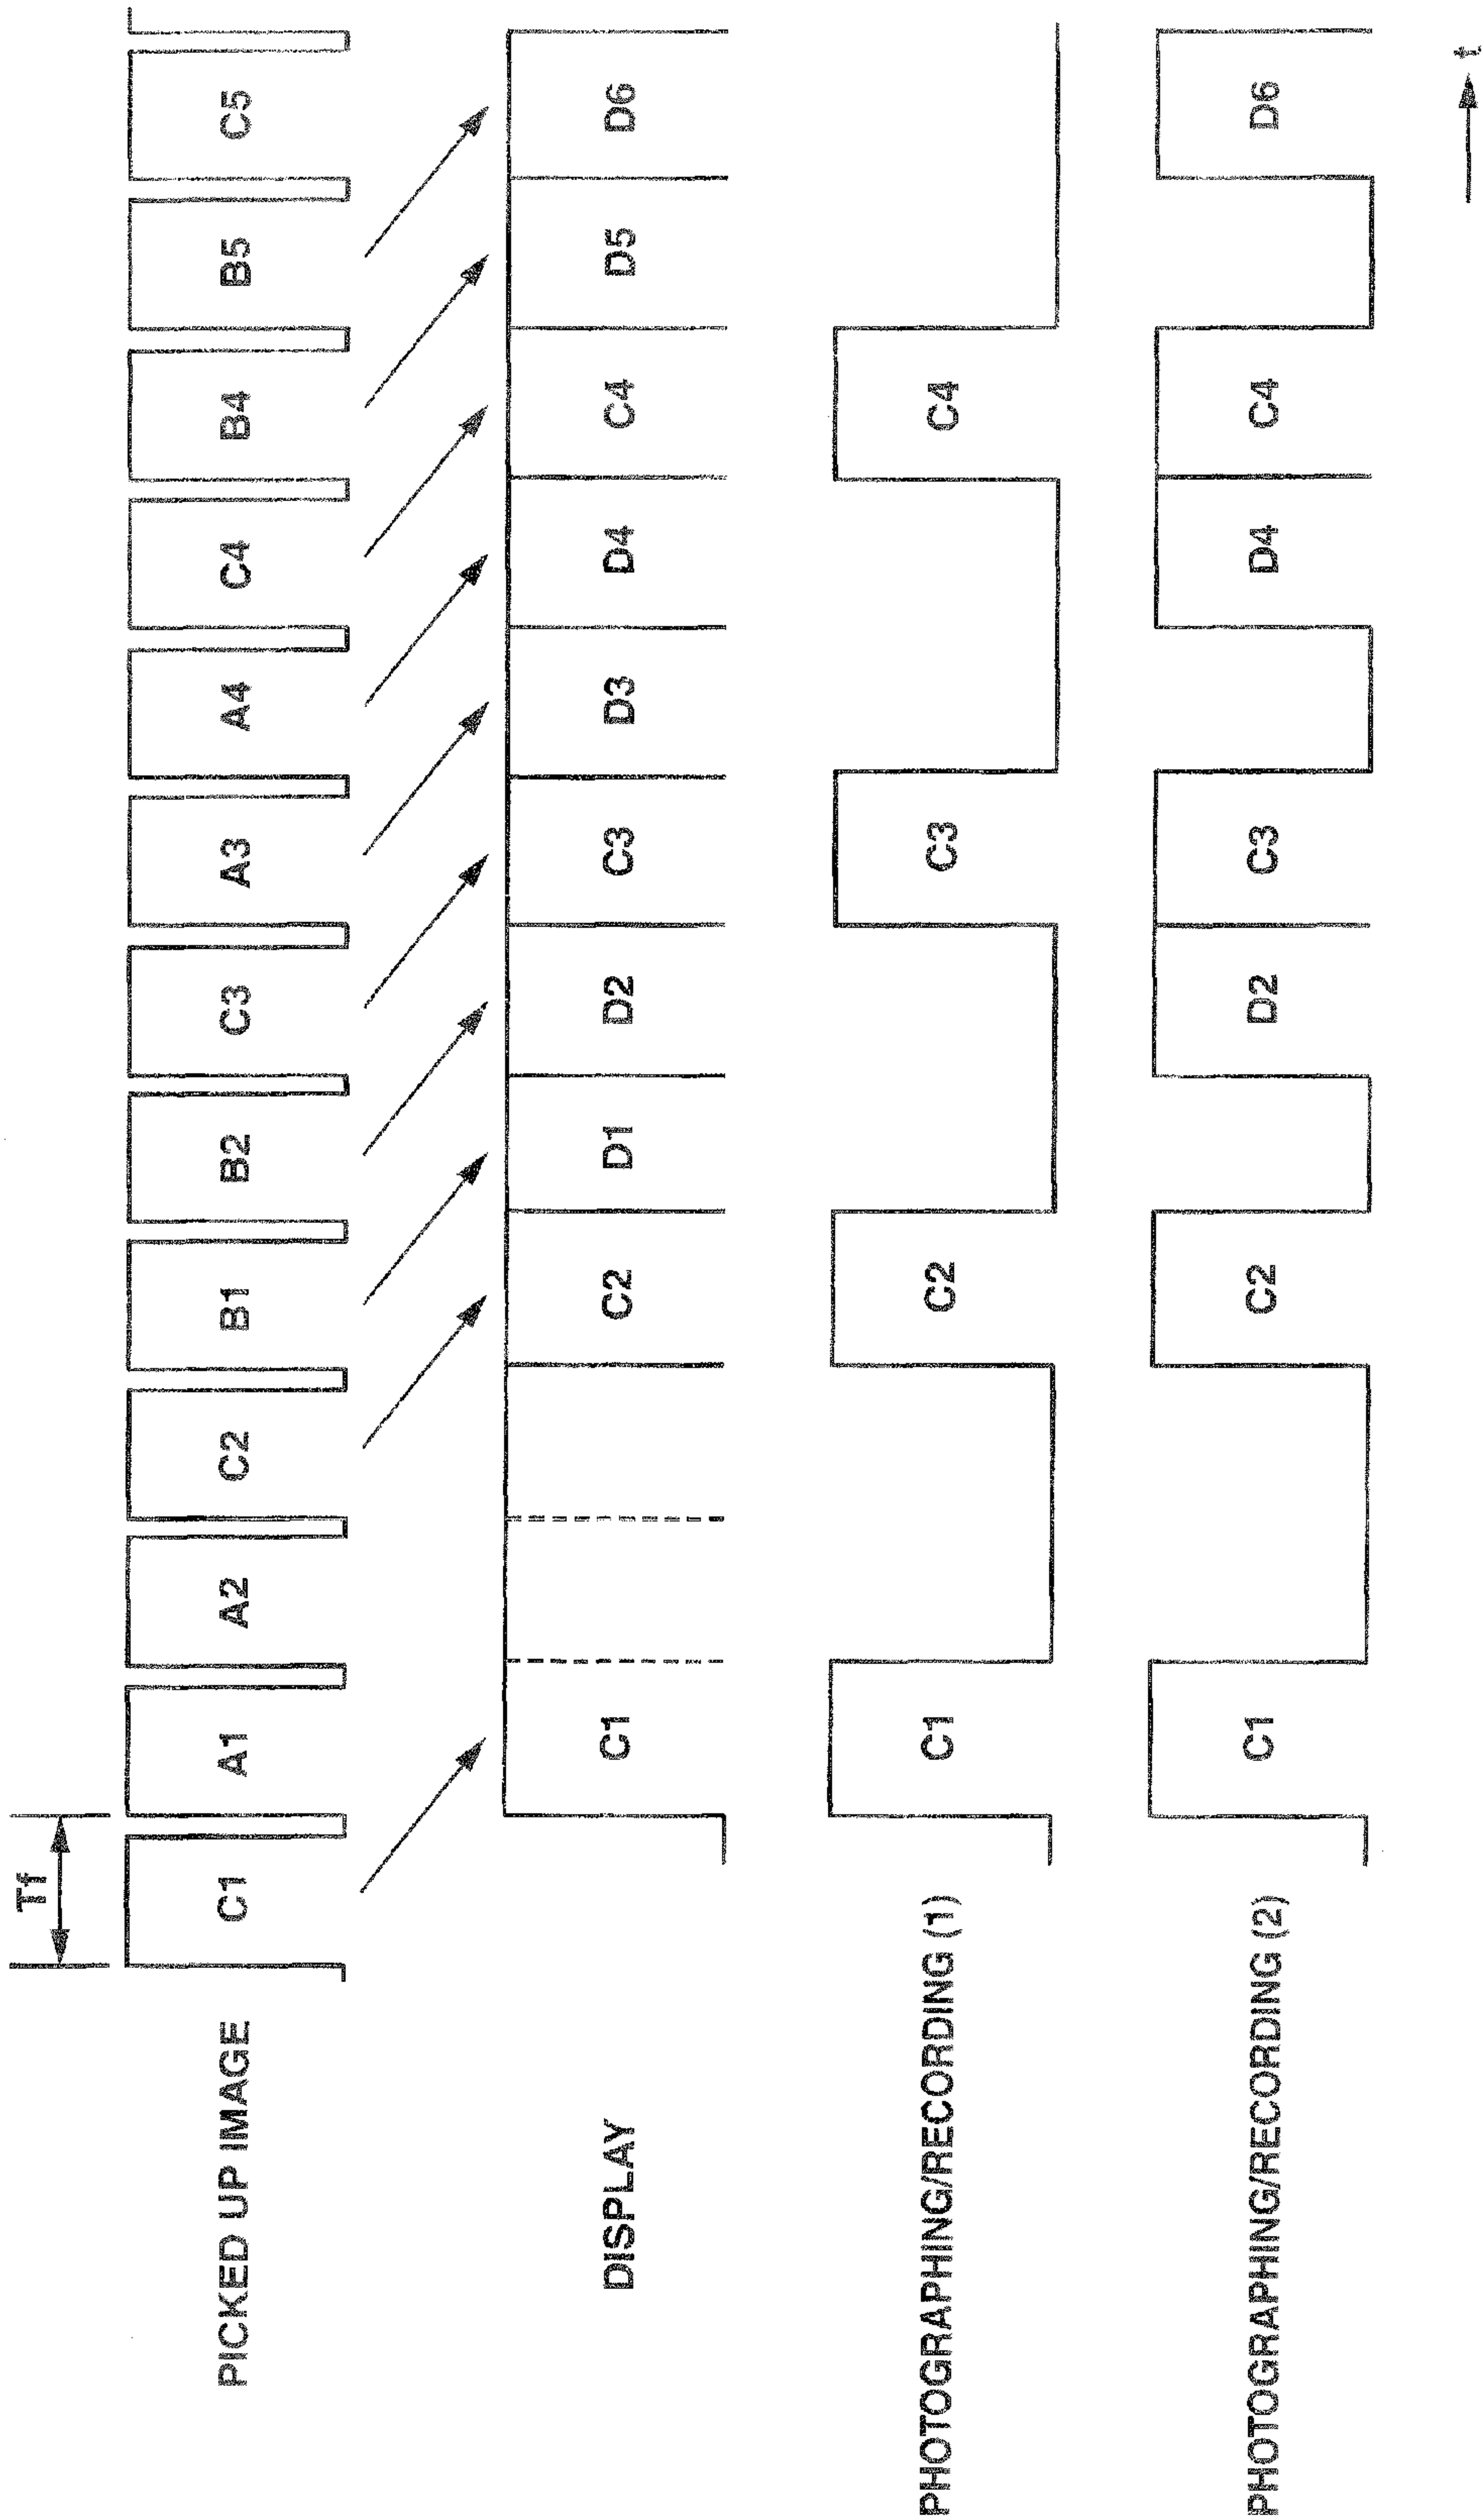 Tf
PICKED UP IMAGE C1 A1 A2 C2 B1 B2 C3 A3 A4 C4 B4 B5 C5
DISPLAY C1 C2 D1 D2 C3 D3 D4 C4 D5 D6
PHOTOGRAPHING/RECORDING (1) C1 C2 C3 C4
PHOTOGRAPHING/RECORDING (2) C1 C2 D2 C3 D4 C4 D6
t